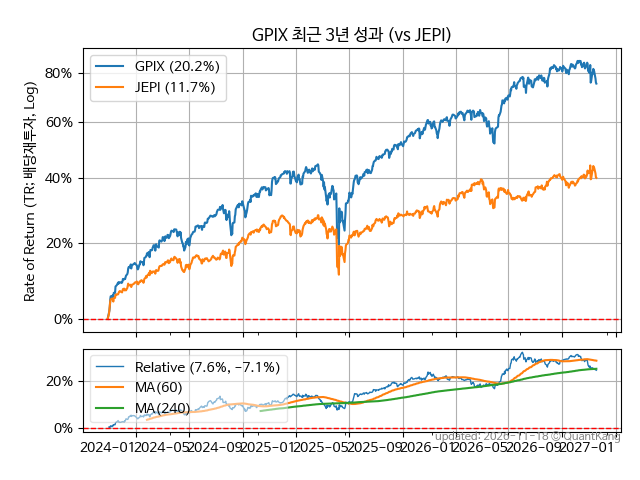 GPIX 최근 3년 성과 (vs JEPI)
Rate of Return (TR: 배당재투자, Log)
80%
60%
40%
20%
0%
GPIX (20.2%)
JEPI (11.7%)
20%
0%
Relative (7.6%, -7.1%)
MA(60)
MA(240)
2024-01
2024-05
2024-09
2025-01
2025-05
2025-09
2026-01
2026-05
2026-09
2027-01
updated: 2026-11-18 © QuantKang